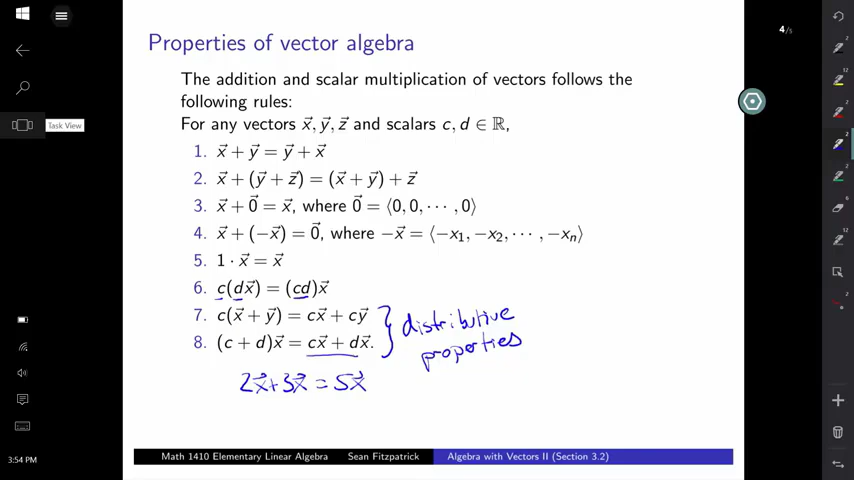 4/5
Properties of vector algebra
The addition and scalar multiplication of vectors follows the
following rules:
For any vectors x⃗, y⃗, z⃗ and scalars c, d ∈ ℝ,
1. x⃗ + y⃗ = y⃗ + x⃗
2. x⃗ + (y⃗ + z⃗) = (x⃗ + y⃗) + z⃗
3. x⃗ + 0⃗ = x⃗, where 0⃗ = ⟨0, 0, ⋯ , 0⟩
4. x⃗ + (−x⃗) = 0⃗, where −x⃗ = ⟨−x₁, −x₂, ⋯ , −xₙ⟩
5. 1 · x⃗ = x⃗
6. c(dx⃗) = (cd)x⃗
7. c(x⃗ + y⃗) = cx⃗ + cy⃗
8. (c + d)x⃗ = cx⃗ + dx⃗.
distributive
properties
2x⃗+3x⃗ = 5x⃗
Task View
3:54 PM
Math 1410 Elementary Linear Algebra Sean Fitzpatrick Algebra with Vectors II (Section 3.2)